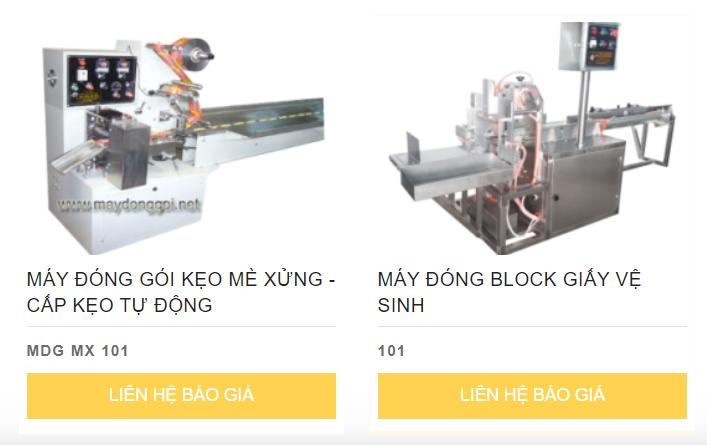 www.maydonggoi.net
MÁY ĐÓNG GÓI KẸO MÈ XỬNG -
CẤP KẸO TỰ ĐỘNG
MDG MX 101
LIÊN HỆ BÁO GIÁ
MÁY ĐÓNG BLOCK GIẤY VỆ
SINH
101
LIÊN HỆ BÁO GIÁ